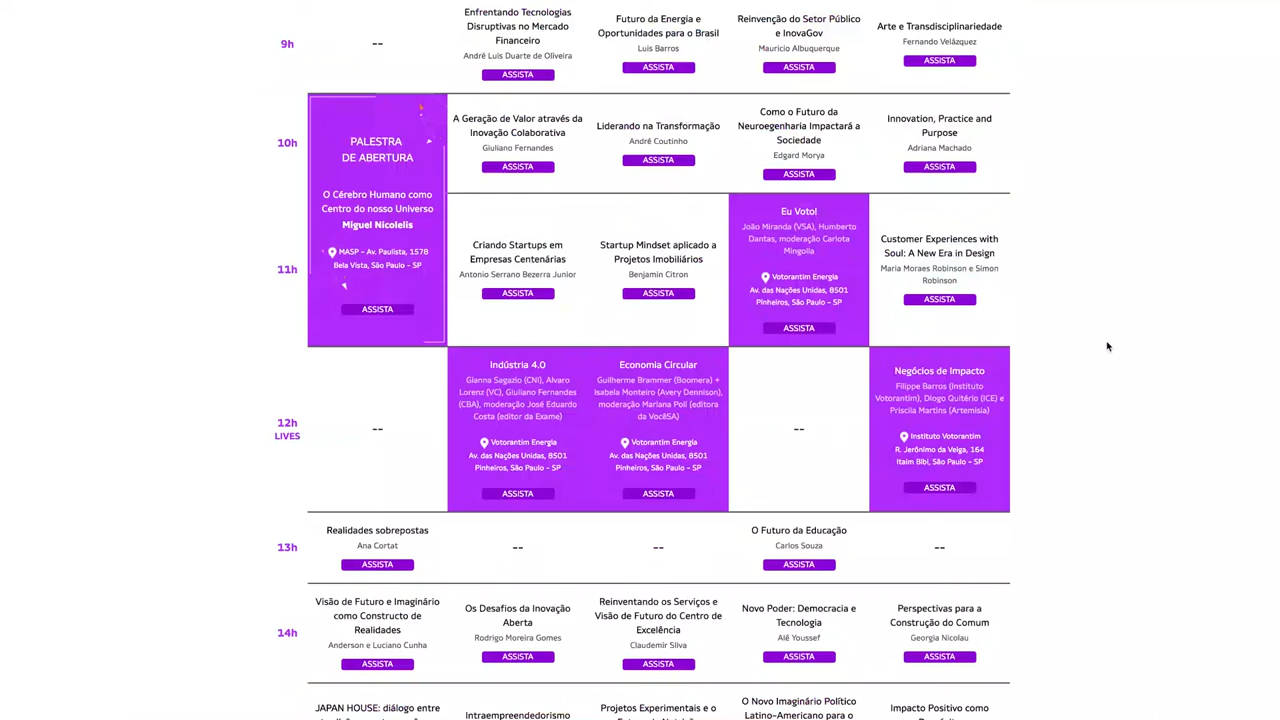 9h
--
Enfrentando Tecnologias
Disruptivas no Mercado
Financeiro
André Luis Duarte de Oliveira
ASSISTA
Futuro da Energia e
Oportunidades para o Brasil
Luis Barros
ASSISTA
Reinvenção do Setor Público
e InovaGov
Mauricio Albuquerque
ASSISTA
Arte e Transdisciplinariedade
Fernando Velázquez
ASSISTA
10h
PALESTRA
DE ABERTURA
O Cérebro Humano como
Centro do nosso Universo
Miguel Nicolelis
MASP - Av. Paulista, 1578
Bela Vista, São Paulo - SP
ASSISTA
A Geração de Valor através da
Inovação Colaborativa
Giuliano Fernandes
ASSISTA
Liderando na Transformação
André Coutinho
ASSISTA
Como o Futuro da
Neuroegenharia Impactará a
Sociedade
Edgard Morya
ASSISTA
Innovation, Practice and
Purpose
Adriana Machado
ASSISTA
11h
Criando Startups em
Empresas Centenárias
Antonio Serrano Bezerra Junior
ASSISTA
Startup Mindset aplicado a
Projetos Imobiliários
Benjamin Citron
ASSISTA
Eu Voto!
João Miranda (VSA), Humberto
Dantas, moderação Carlota
Mingolla
Votorantim Energia
Av. das Nações Unidas, 8501
Pinheiros, São Paulo - SP
ASSISTA
Customer Experiences with
Soul: A New Era in Design
Maria Moraes Robinson e Simon
Robinson
ASSISTA
12h
LIVES
--
Indústria 4.0
Gianna Sagazio (CNI), Alvaro
Lorenz (VC), Giuliano Fernandes
(CBA), moderação José Eduardo
Costa (editor da Exame)
Votorantim Energia
Av. das Nações Unidas, 8501
Pinheiros, São Paulo - SP
ASSISTA
Economia Circular
Guilherme Brammer (Boomera) +
Isabela Monteiro (Avery Dennison),
moderação Mariana Poli (editora
da VocêSA)
Votorantim Energia
Av. das Nações Unidas, 8501
Pinheiros, São Paulo - SP
ASSISTA
--
Negócios de Impacto
Filippe Barros (Instituto
Votorantim), Diogo Quitério (ICE) e
Priscila Martins (Artemisia)
Instituto Votorantim
R. Jerônimo da Veiga, 164
Itaim Bibi, São Paulo - SP
ASSISTA
13h
Realidades sobrepostas
Ana Cortat
ASSISTA
--
--
O Futuro da Educação
Carlos Souza
ASSISTA
--
14h
Visão de Futuro e Imaginário
como Constructo de
Realidades
Anderson e Luciano Cunha
ASSISTA
Os Desafios da Inovação
Aberta
Rodrigo Moreira Gomes
ASSISTA
Reinventando os Serviços e
Visão de Futuro do Centro de
Excelência
Claudemir Silva
ASSISTA
Novo Poder: Democracia e
Tecnologia
Alê Youssef
ASSISTA
Perspectivas para a
Construção do Comum
Georgia Nicolau
ASSISTA
JAPAN HOUSE: diálogo entre
Intraempreendedorismo
Projetos Experimentais e o
O Novo Imaginário Político
Latino-Americano para o
Impacto Positivo como